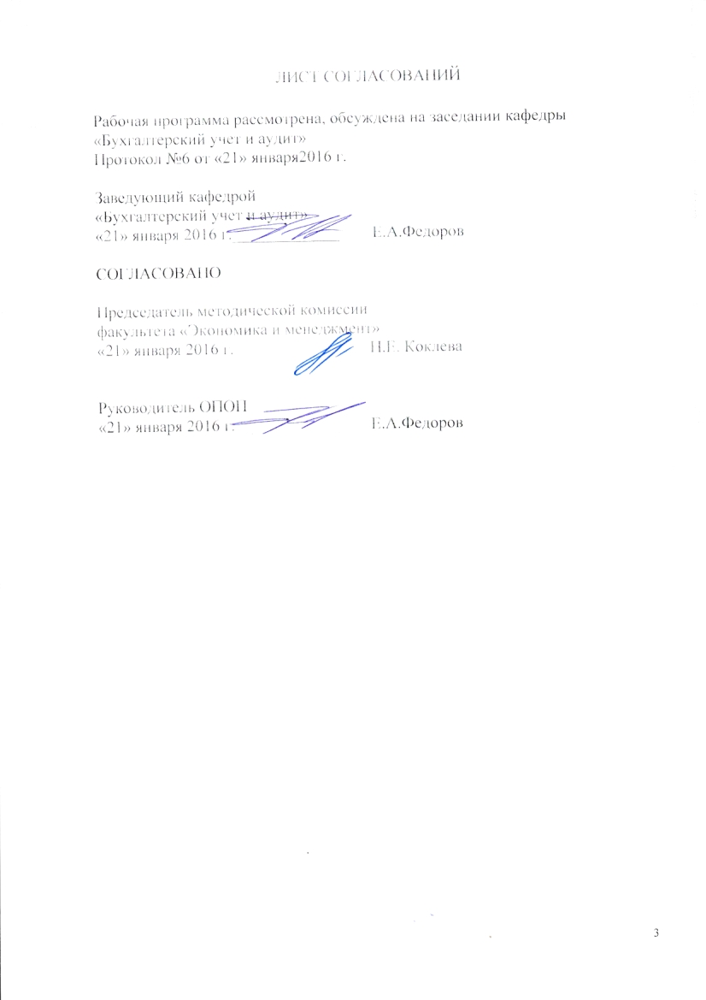 ЛИСТ СОГЛАСОВАНИЙ
Рабочая программа рассмотрена, обсуждена на заседании кафедры
«Бухгалтерский учет и аудит»
Протокол №6 от «21» января2016 г.
Заведующий кафедрой
«Бухгалтерский учет и аудит»
«21» января 2016 г. Е.А.Федоров
СОГЛАСОВАНО
Председатель методической комиссии
факультета «Экономика и менеджмент»
«21» января 2016 г. Н.Е. Коклева
Руководитель ОПОП
«21» января 2016 г. Е.А.Федоров
3